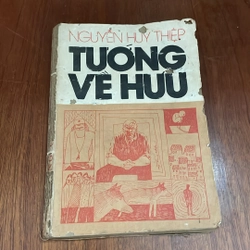 NGUYỄN HUY THIỆP
TƯỚNG
VỀ HƯU